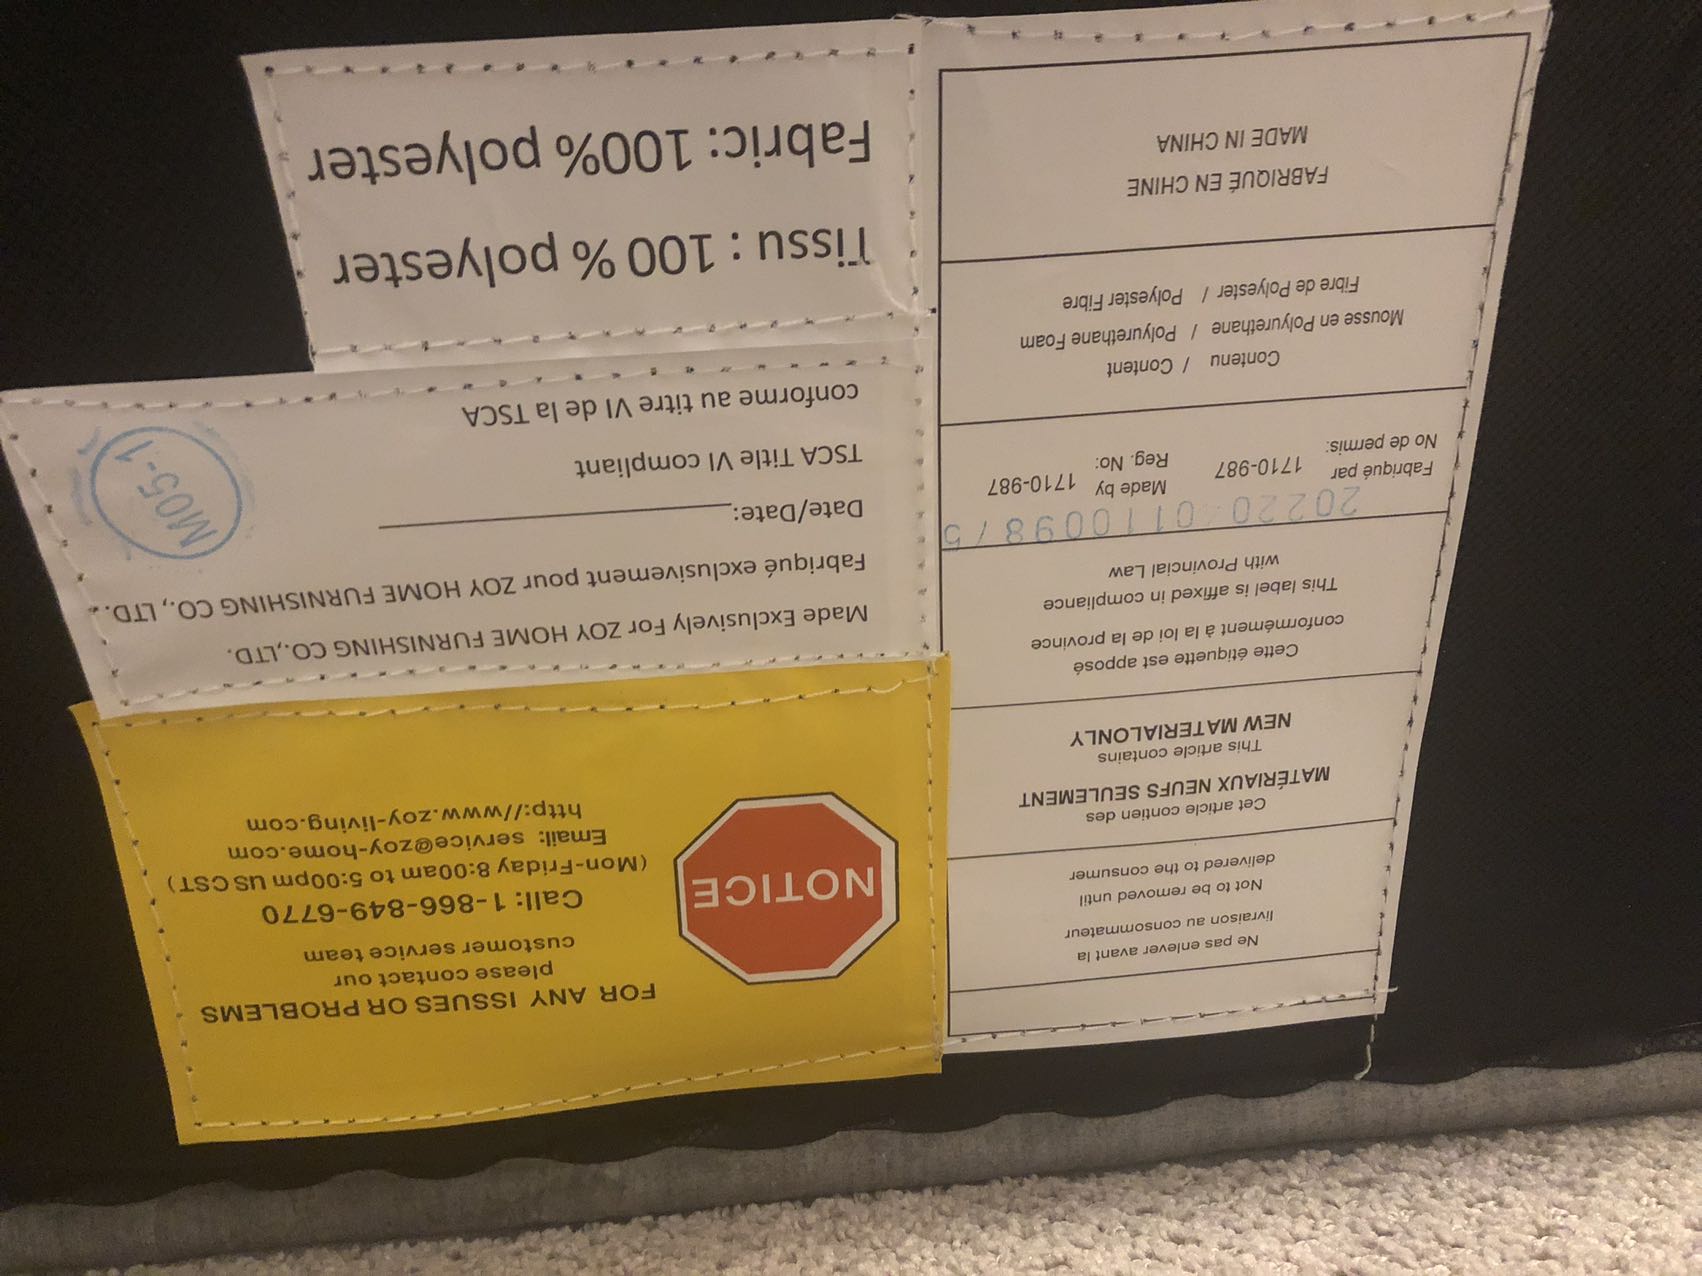 Ne pas enlever avant la
livraison au consommateur
Not to be removed until
delivered to the consumer
Cet article contien des
MATÉRIAUX NEUFS SEULEMENT
This article contains
NEW MATERIALONLY
Cette étiquette est apposé
conformément à la loi de la province
This label is affixed in compliance
with Provincial Law
20220 011009875
Fabriqué par
No de permis:
1710-987
Made by
Reg. No:
1710-987
Contenu / Content
Mousse en Polyurethane / Polyurethane Foam
Fibre de Polyester / Polyester Fibre
FABRIQUÉ EN CHINE
MADE IN CHINA
NOTICE
FOR ANY ISSUES OR PROBLEMS
please contact our
customer service team
Call: 1-866-849-6770
(Mon-Friday 8:00am to 5:00pm US CST)
Email: service@zoy-home.com
http://www.zoy-living.com
Made Exclusively For ZOY HOME FURNISHING CO.,LTD.
Fabriqué exclusivement pour ZOY HOME FURNISHING CO., LTD.
Date/Date:
TSCA Title VI compliant
conforme au titre VI de la TSCA
M05-1
Tissu : 100 % polyester
Fabric: 100% polyester